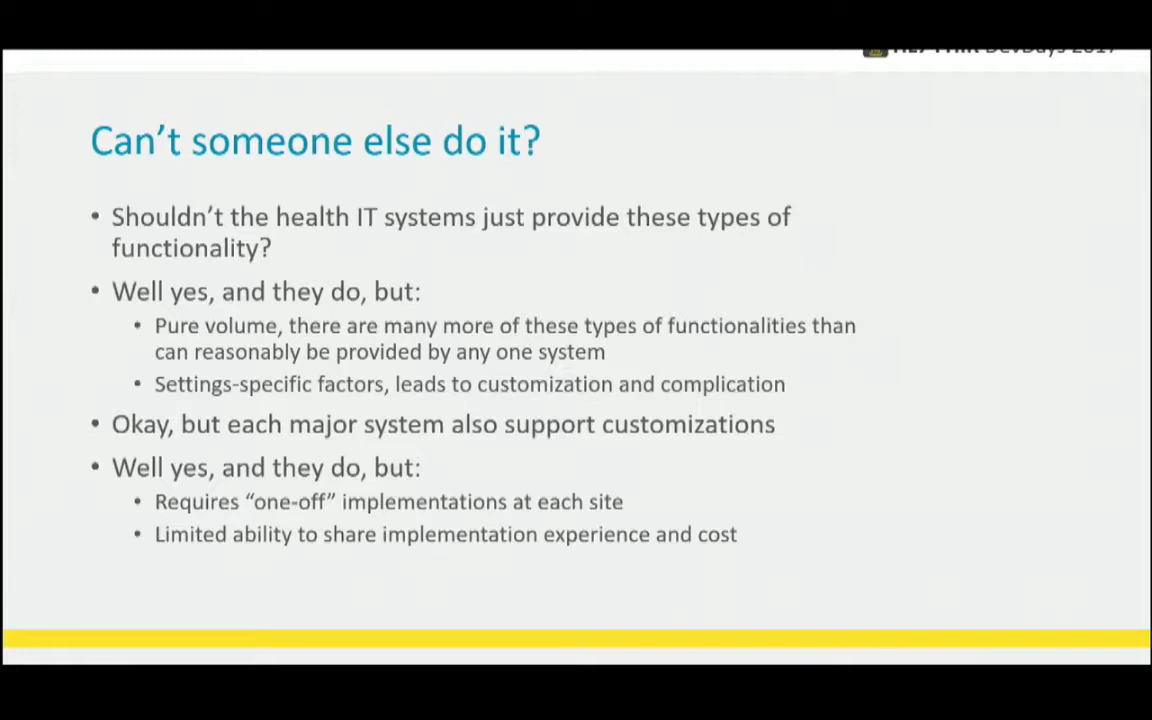 DevDays 2017
Can't someone else do it?
• Shouldn't the health IT systems just provide these types of
functionality?
• Well yes, and they do, but:
• Pure volume, there are many more of these types of functionalities than
can reasonably be provided by any one system
• Settings-specific factors, leads to customization and complication
• Okay, but each major system also support customizations
• Well yes, and they do, but:
• Requires “one-off” implementations at each site
• Limited ability to share implementation experience and cost